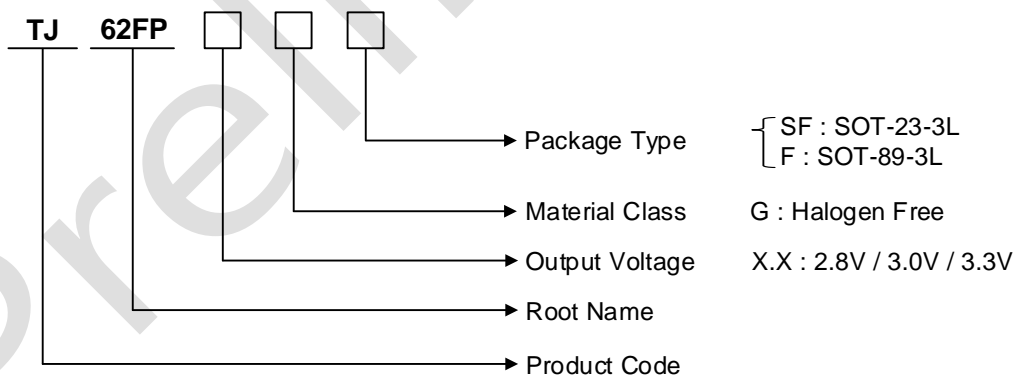 TJ 62FP
Package Type SF : SOT-23-3L
F : SOT-89-3L
Material Class G : Halogen Free
Output Voltage X.X : 2.8V / 3.0V / 3.3V
Root Name
Product Code